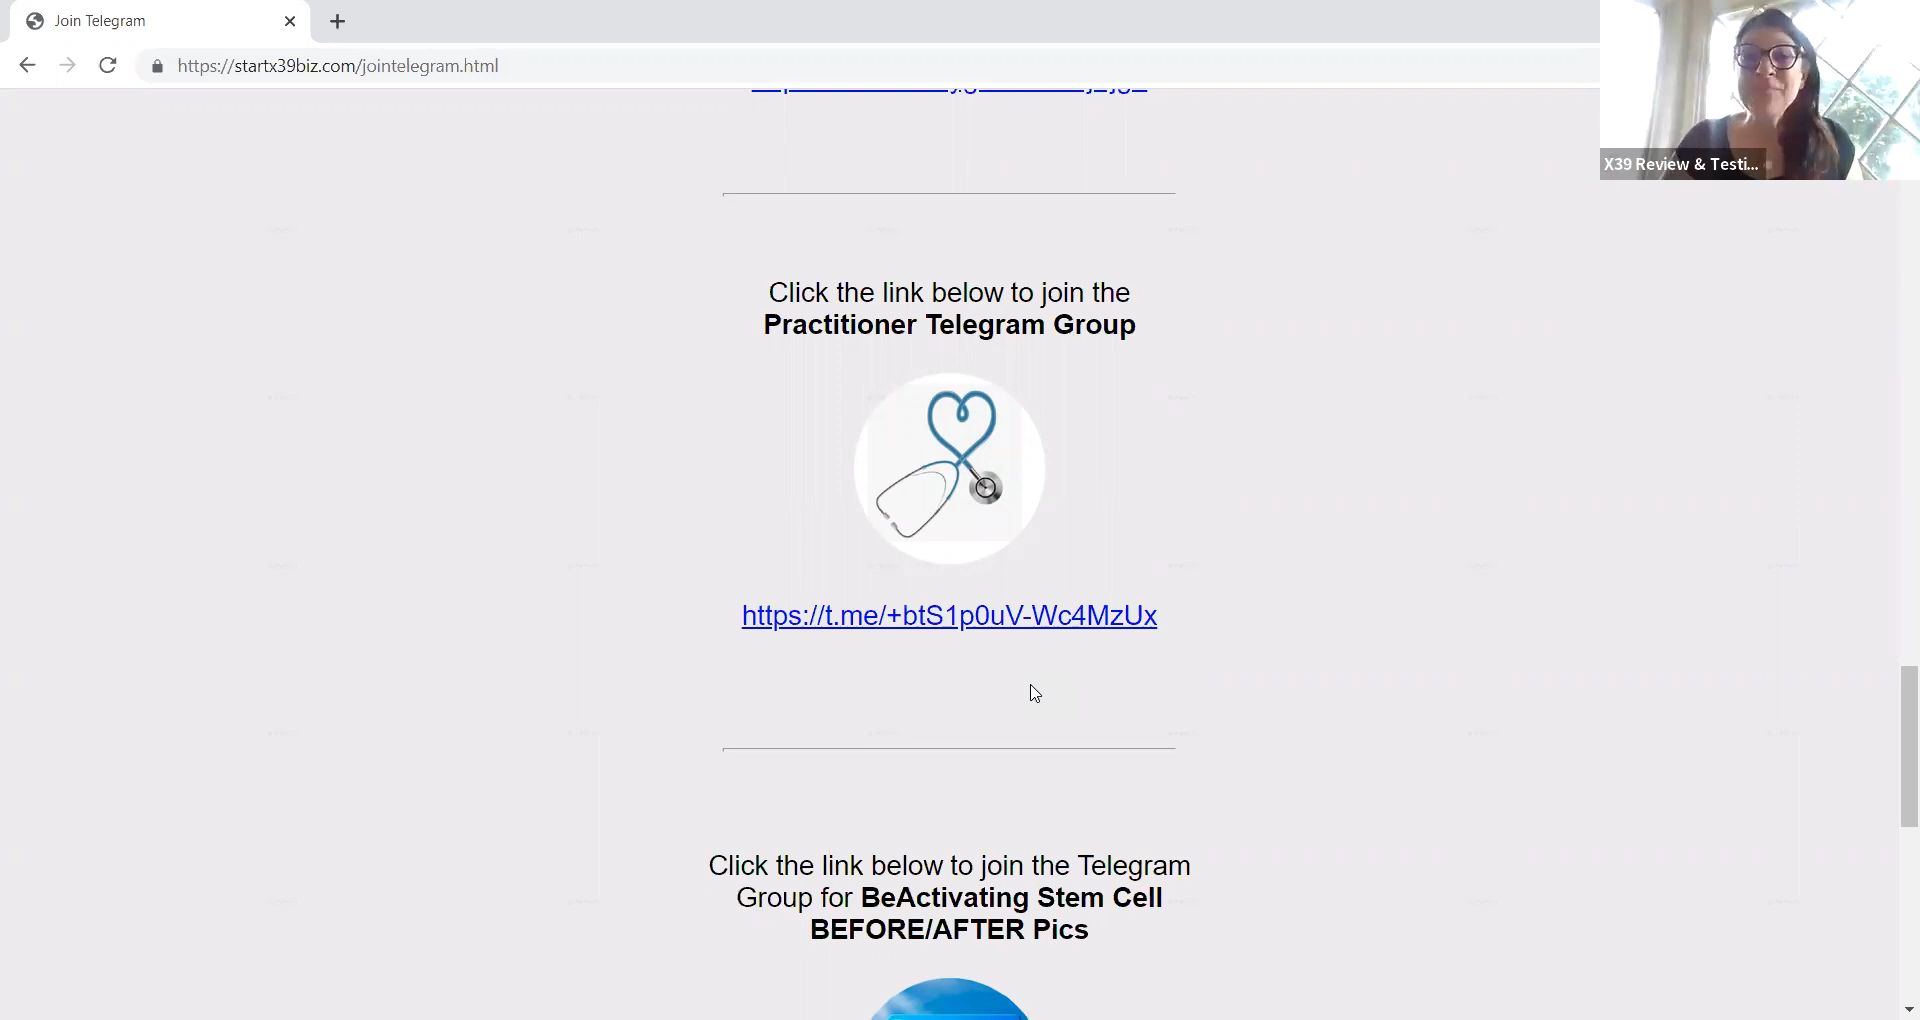 Join Telegram
https://startx39biz.com/jointelegram.html
X39 Review & Testi...
Click the link below to join the
Practitioner Telegram Group
https://t.me/+btS1p0uV-Wc4MzUx
Click the link below to join the Telegram
Group for BeActivating Stem Cell
BEFORE/AFTER Pics